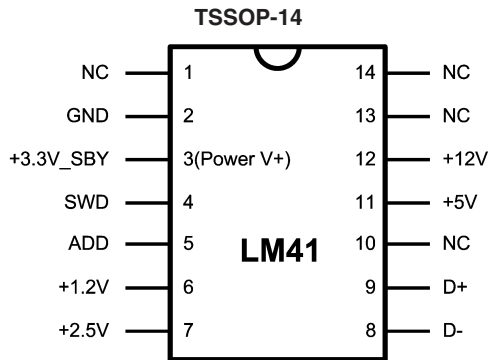 TSSOP-14
NC 1 14 NC
GND 2 13 NC
+3.3V_SBY 3(Power V+) 12 +12V
SWD 4 11 +5V
ADD 5 10 NC
LM41
+1.2V 6 9 D+
+2.5V 7 8 D-